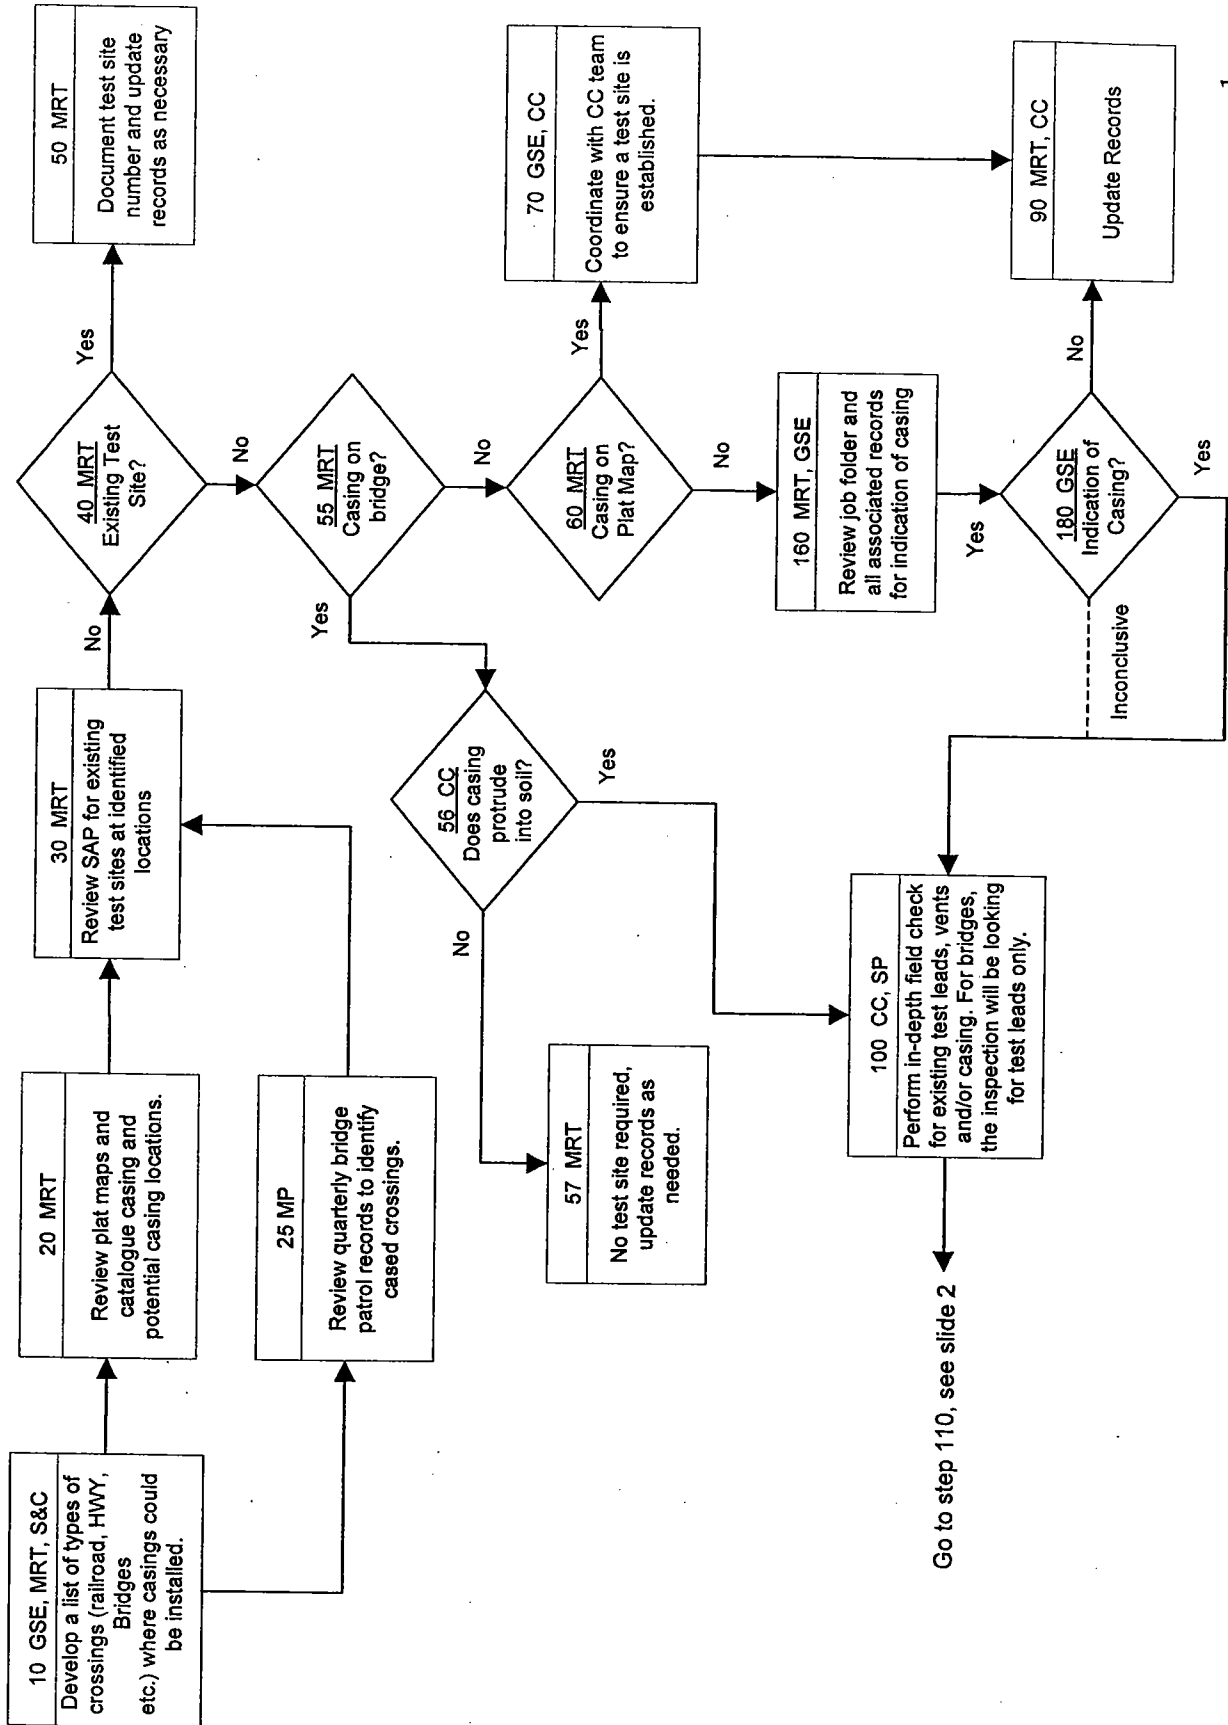 10 GSE, MRT, S&C
Develop a list of types of
crossings (railroad, HWY,
Bridges
etc.) where casings could
be installed.
20 MRT
Review plat maps and
catalogue casing and
potential casing locations.
25 MP
Review quarterly bridge
patrol records to identify
cased crossings.
30 MRT
Review SAP for existing
test sites at identified
locations
No
40 MRT
Existing Test
Site?
Yes
50 MRT
Document test site
number and update
records as necessary
No
55 MRT
Casing on
bridge?
Yes
No
56 CC
Does casing
protrude
into soil?
No
Yes
57 MRT
No test site required,
update records as
needed.
60 MRT
Casing on
Plat Map?
Yes
70 GSE, CC
Coordinate with CC team
to ensure a test site is
established.
No
160 MRT, GSE
Review job folder and
all associated records
for indication of casing
Yes
180 GSE
Indication of
Casing?
No
90 MRT, CC
Update Records
Yes
Inconclusive
100 CC, SP
Perform in-depth field check
for existing test leads, vents
and/or casing. For bridges,
the inspection will be looking
for test leads only.
Go to step 110, see slide 2
1